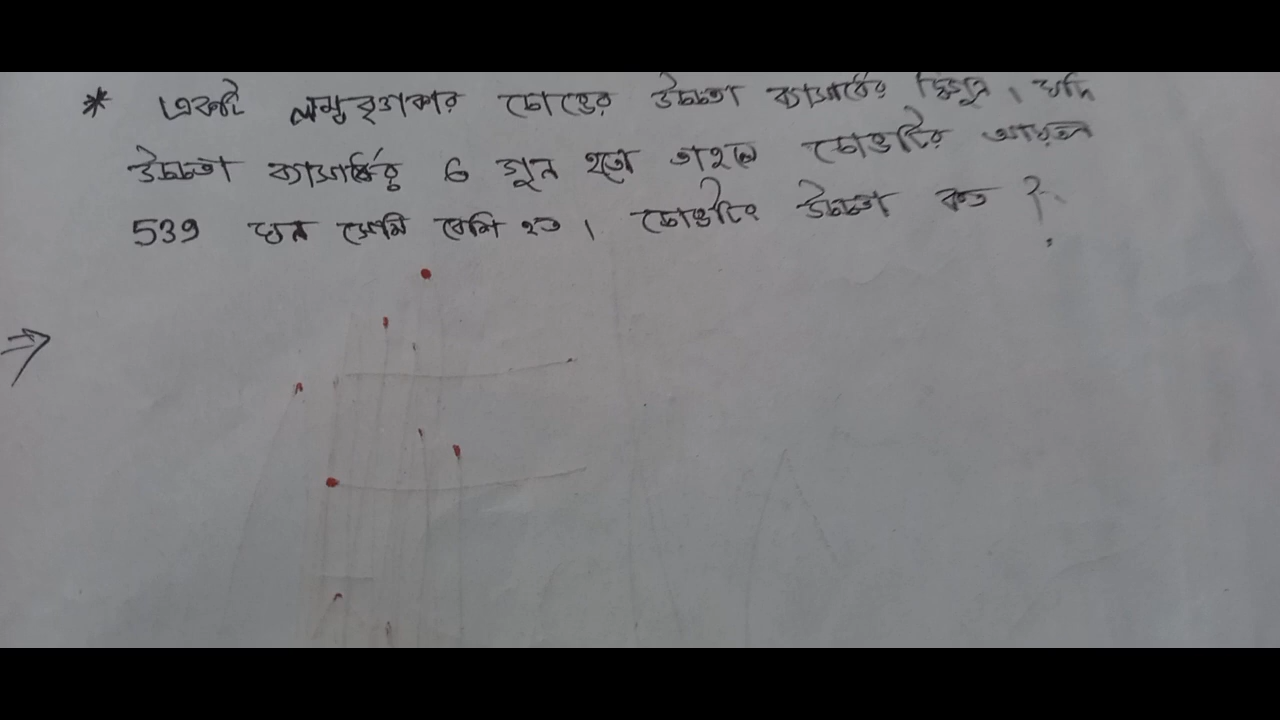 * একটি লম্ববৃত্তাকার চোঙের উচ্চতা ব্যাসার্ধের দ্বিগুন । যদি
উচ্চতা ব্যাসার্ধের 6 গুন হতো তাহলে চোঙটির আয়তন
539 ঘন সেমি বেশি হত । চোঙটির উচ্চতা কত ?
⇒